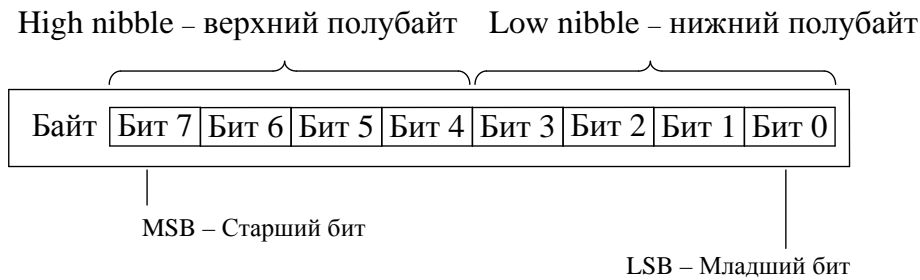 High nibble – верхний полубайт Low nibble – нижний полубайт
Байт Бит 7 Бит 6 Бит 5 Бит 4 Бит 3 Бит 2 Бит 1 Бит 0
MSB – Старший бит
LSB – Младший бит